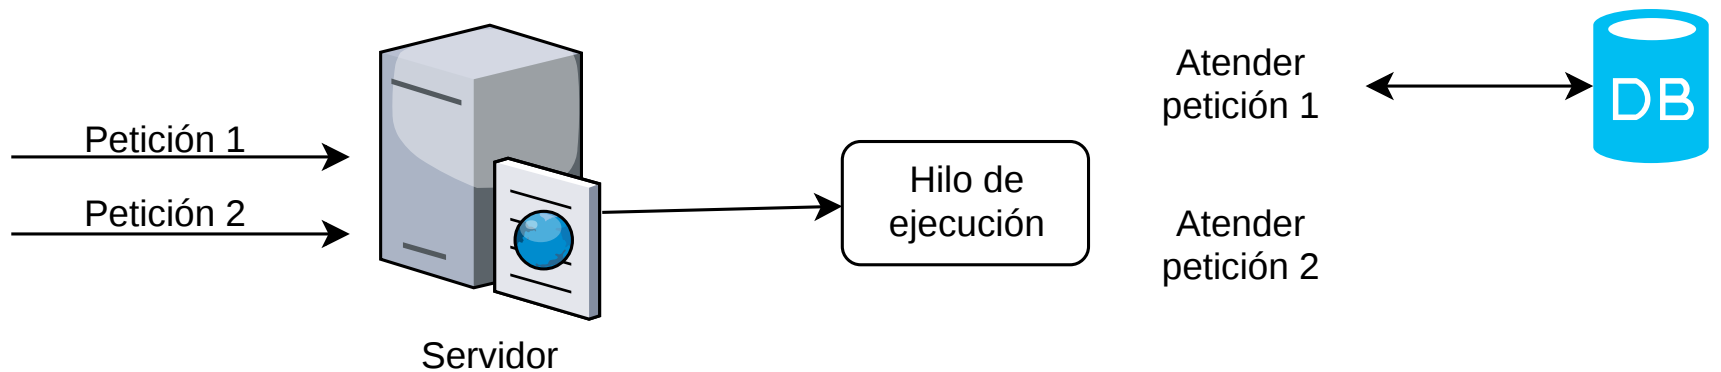 Petición 1
Petición 2
Servidor
Hilo de
ejecución
Atender
petición 1
Atender
petición 2
DB